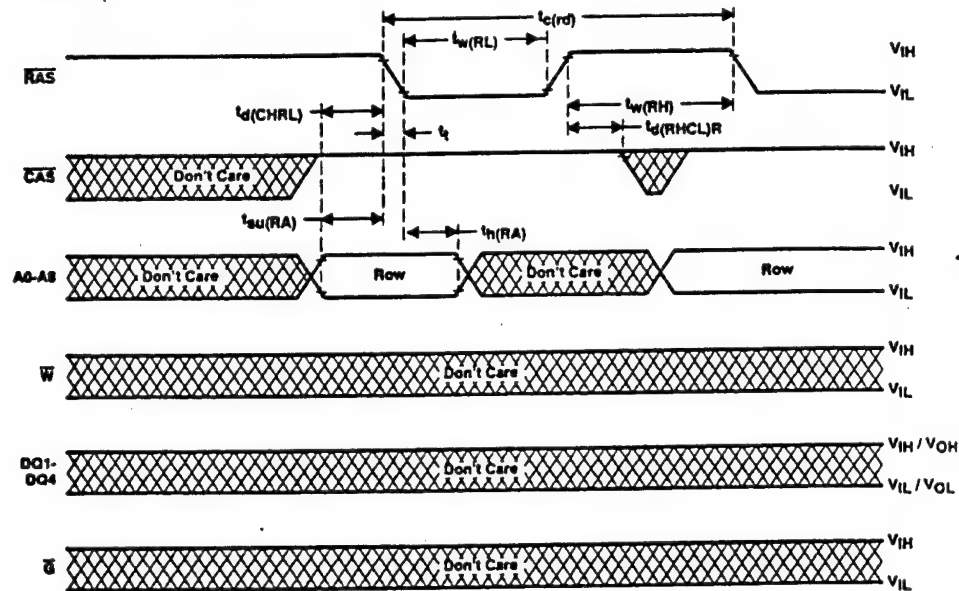 tc(rd)
tw(RL)
RAS
VIH
VIL
tw(RH)
td(CHRL)
tt
td(RHCL)R
CAS
Don't Care
VIH
VIL
tsu(RA)
th(RA)
A0-A8
Don't Care
Row
Don't Care
Row
VIH
VIL
W
Don't Care
VIH
VIL
DQ1-
DQ4
Don't Care
VIH / VOH
VIL / VOL
G
Don't Care
VIH
VIL